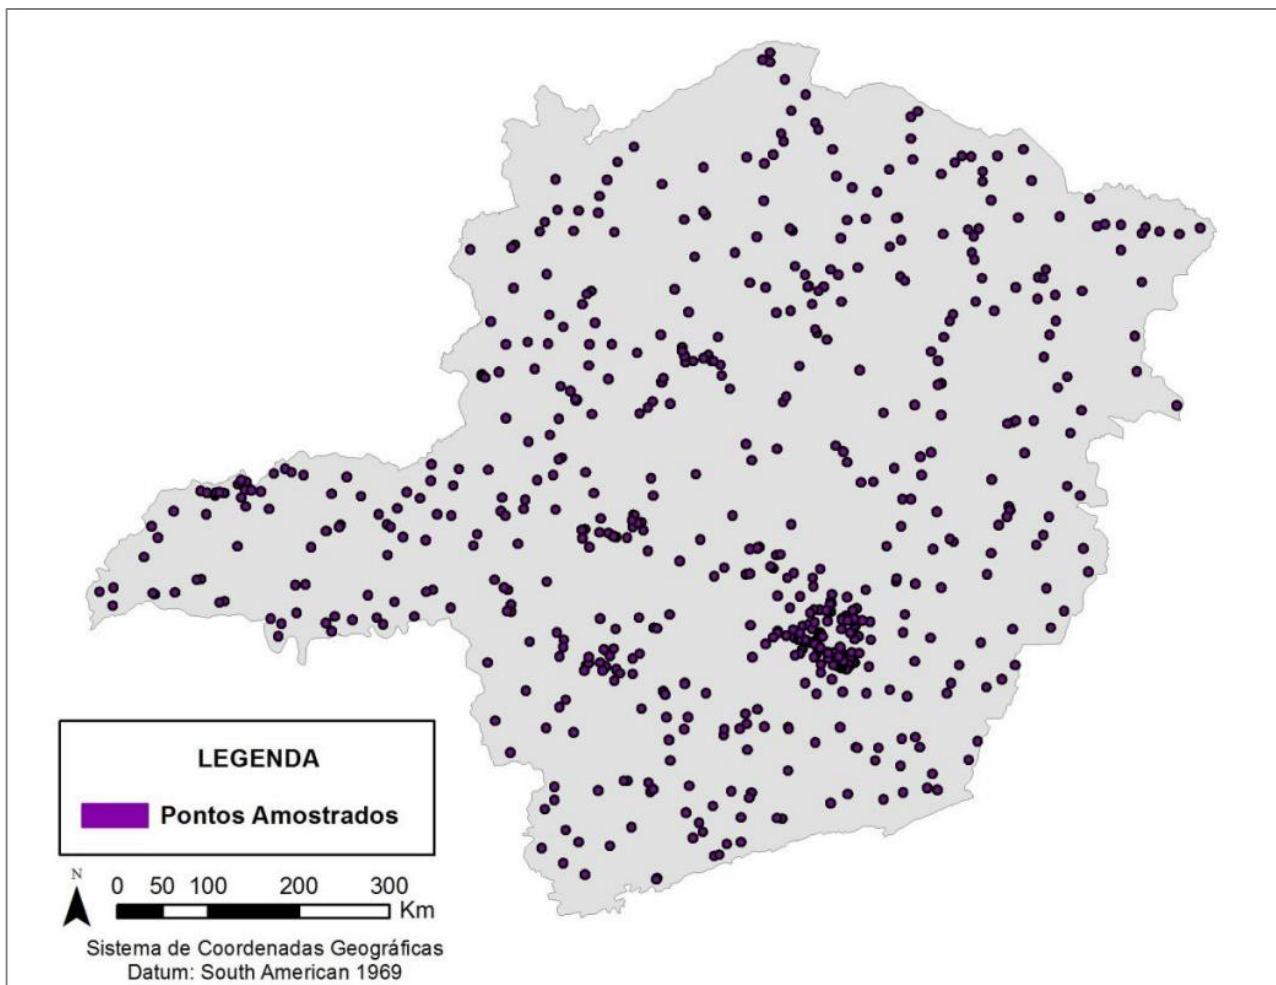 LEGENDA
Pontos Amostrados
N
0 50 100 200 300
Km
Sistema de Coordenadas Geográficas
Datum: South American 1969